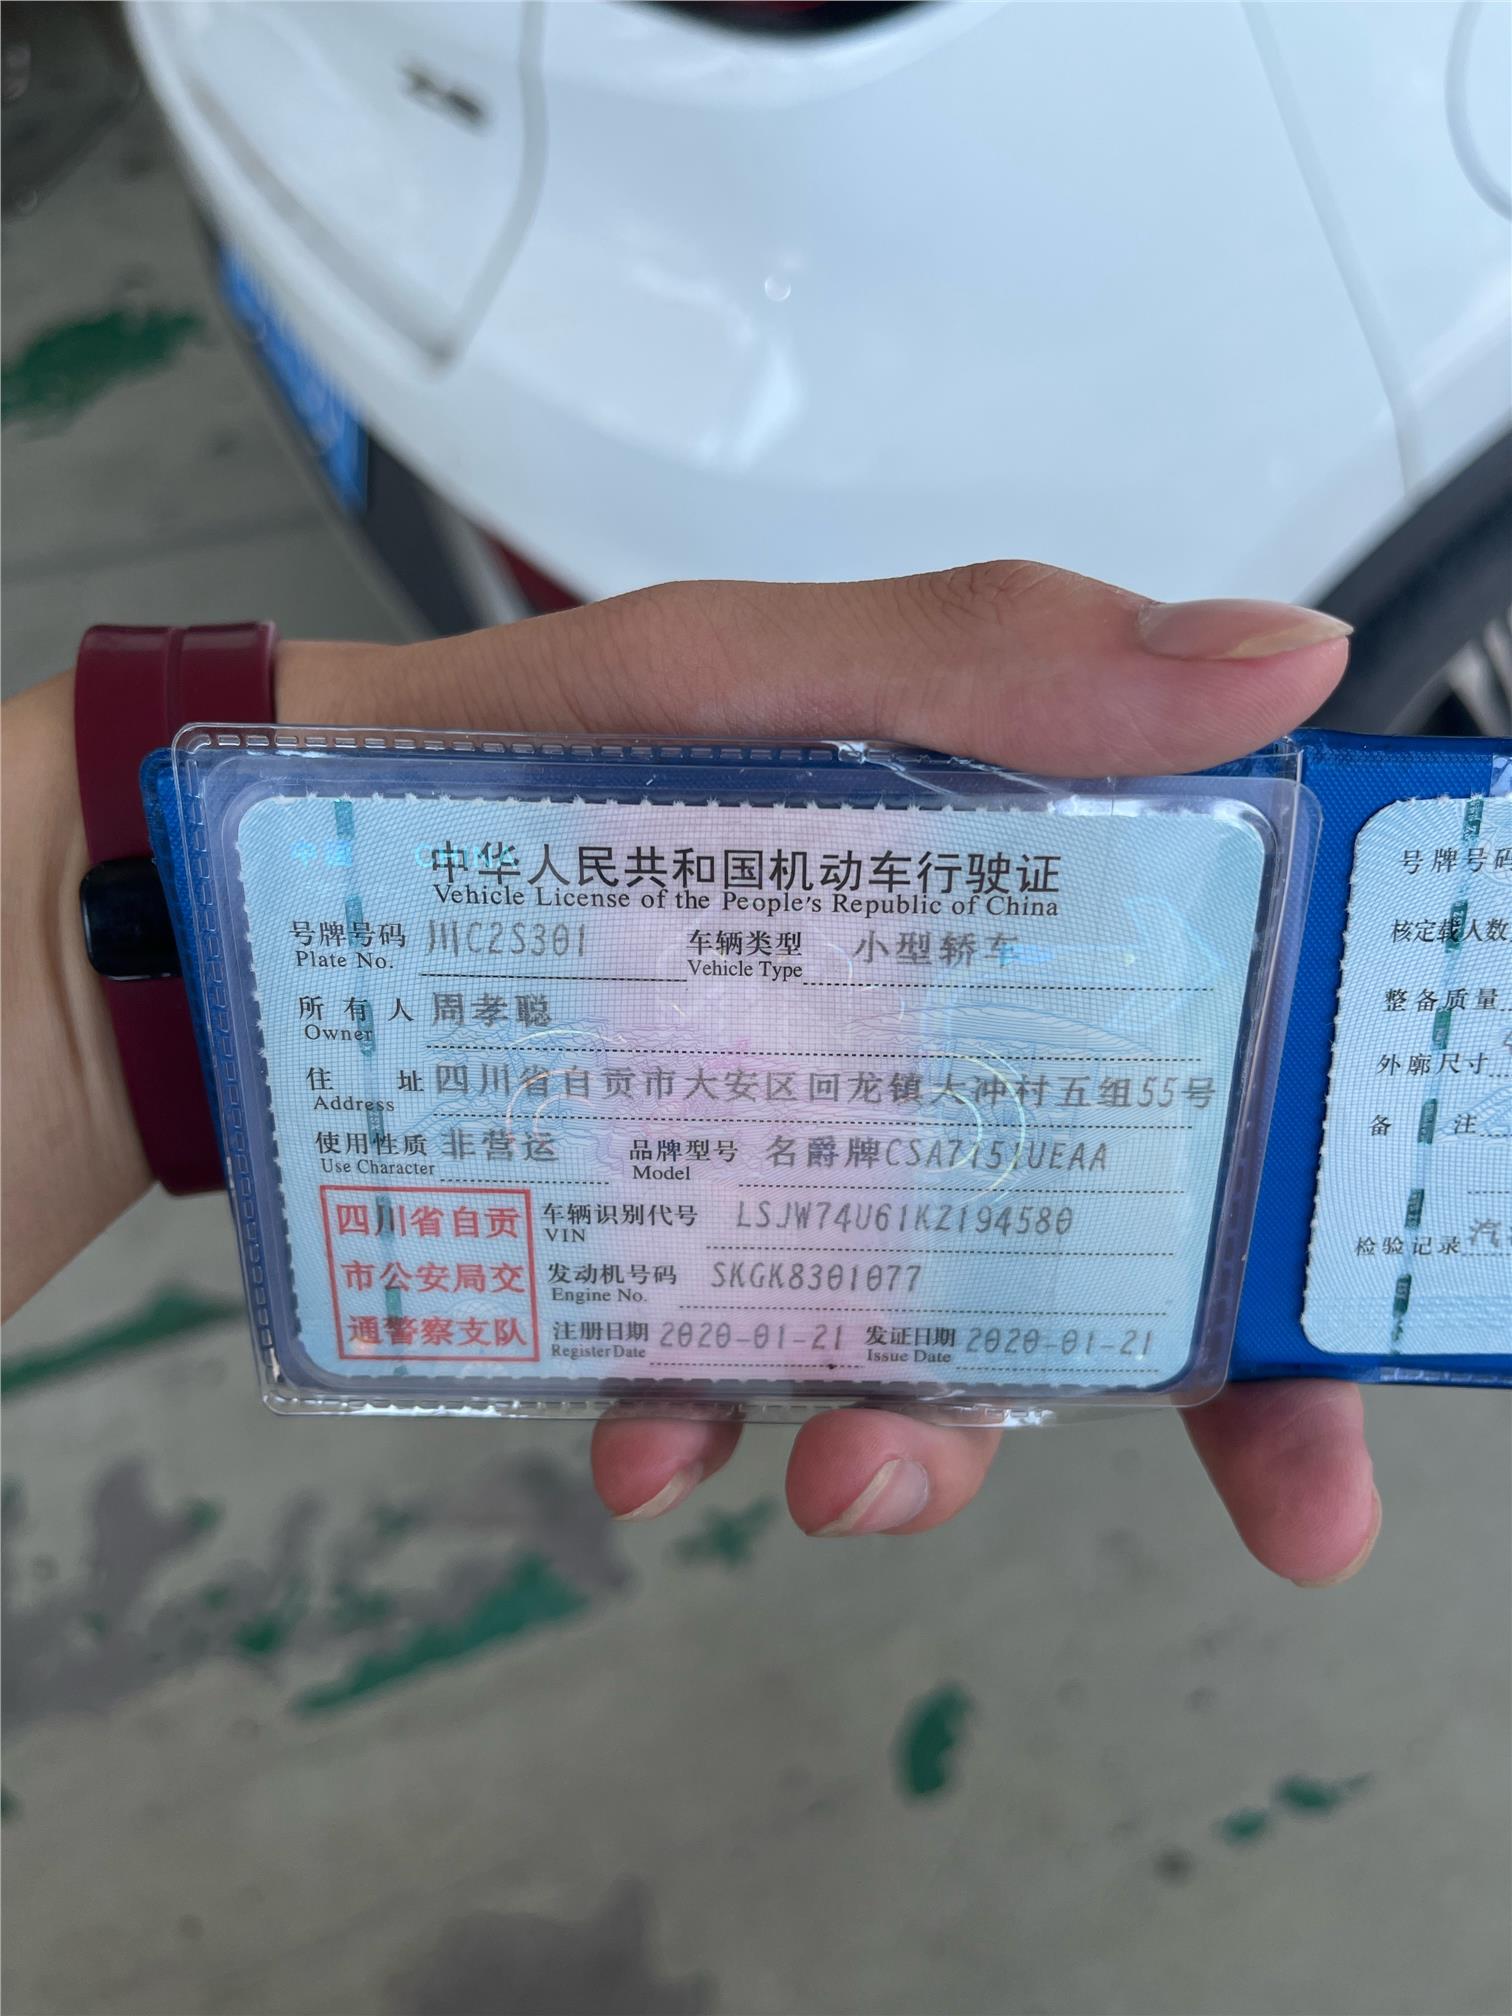 中华人民共和国机动车行驶证
Vehicle License of the People's Republic of China
号牌号码 川C2S301 车辆类型 小型轿车
Plate No. Vehicle Type
所有人 周孝聪
Owner
住址 四川省自贡市大安区回龙镇大冲村五组55号
Address
使用性质 非营运 品牌型号 名爵牌CSA7151UEAA
Use Character Model
四川省自贡
市公安局交
通警察支队
车辆识别代号 LSJW74U61KZ194580
VIN
发动机号码 SKGK8301077
Engine No.
注册日期 2020-01-21 发证日期 2020-01-21
Register Date Issue Date
号牌号码
核定载人数
整备质量
外廓尺寸
备注
检验记录